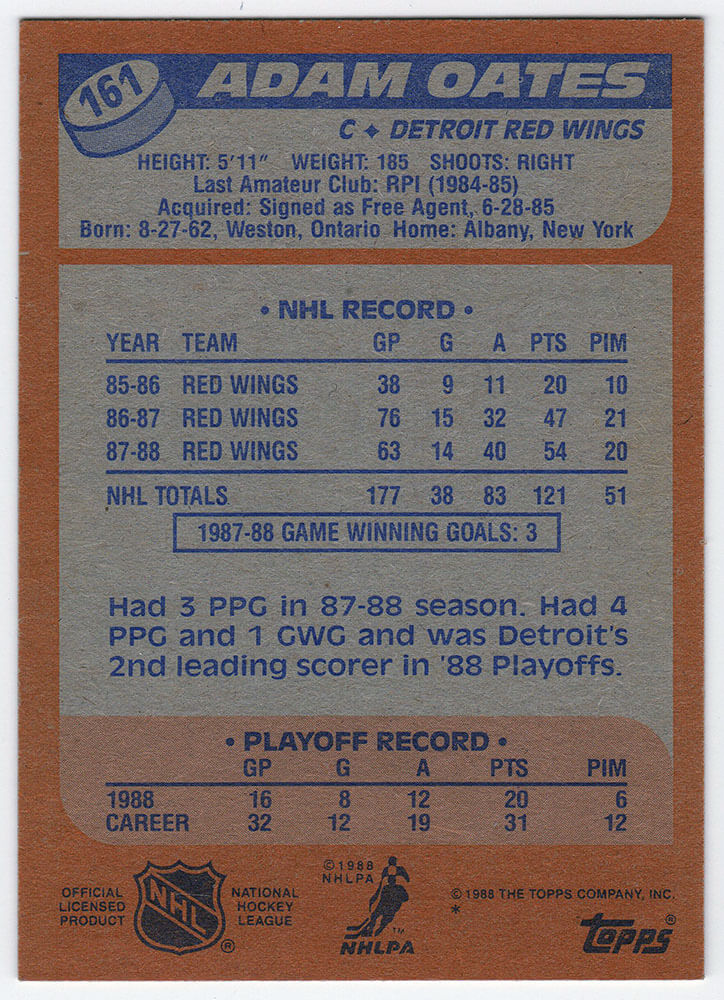 161
ADAM OATES
C ✦ DETROIT RED WINGS
HEIGHT: 5'11" WEIGHT: 185 SHOOTS: RIGHT
Last Amateur Club: RPI (1984-85)
Acquired: Signed as Free Agent, 6-28-85
Born: 8-27-62, Weston, Ontario Home: Albany, New York
• NHL RECORD •
YEAR TEAM GP G A PTS PIM
85-86 RED WINGS 38 9 11 20 10
86-87 RED WINGS 76 15 32 47 21
87-88 RED WINGS 63 14 40 54 20
NHL TOTALS 177 38 83 121 51
1987-88 GAME WINNING GOALS: 3
Had 3 PPG in 87-88 season. Had 4
PPG and 1 GWG and was Detroit's
2nd leading scorer in '88 Playoffs.
• PLAYOFF RECORD •
GP G A PTS PIM
1988 16 8 12 20 6
CAREER 32 12 19 31 12
OFFICIAL
LICENSED
PRODUCT
NHL
®
NATIONAL
HOCKEY
LEAGUE
©1988
NHLPA
TM
NHLPA
©1988 THE TOPPS COMPANY, INC.
*
topps®